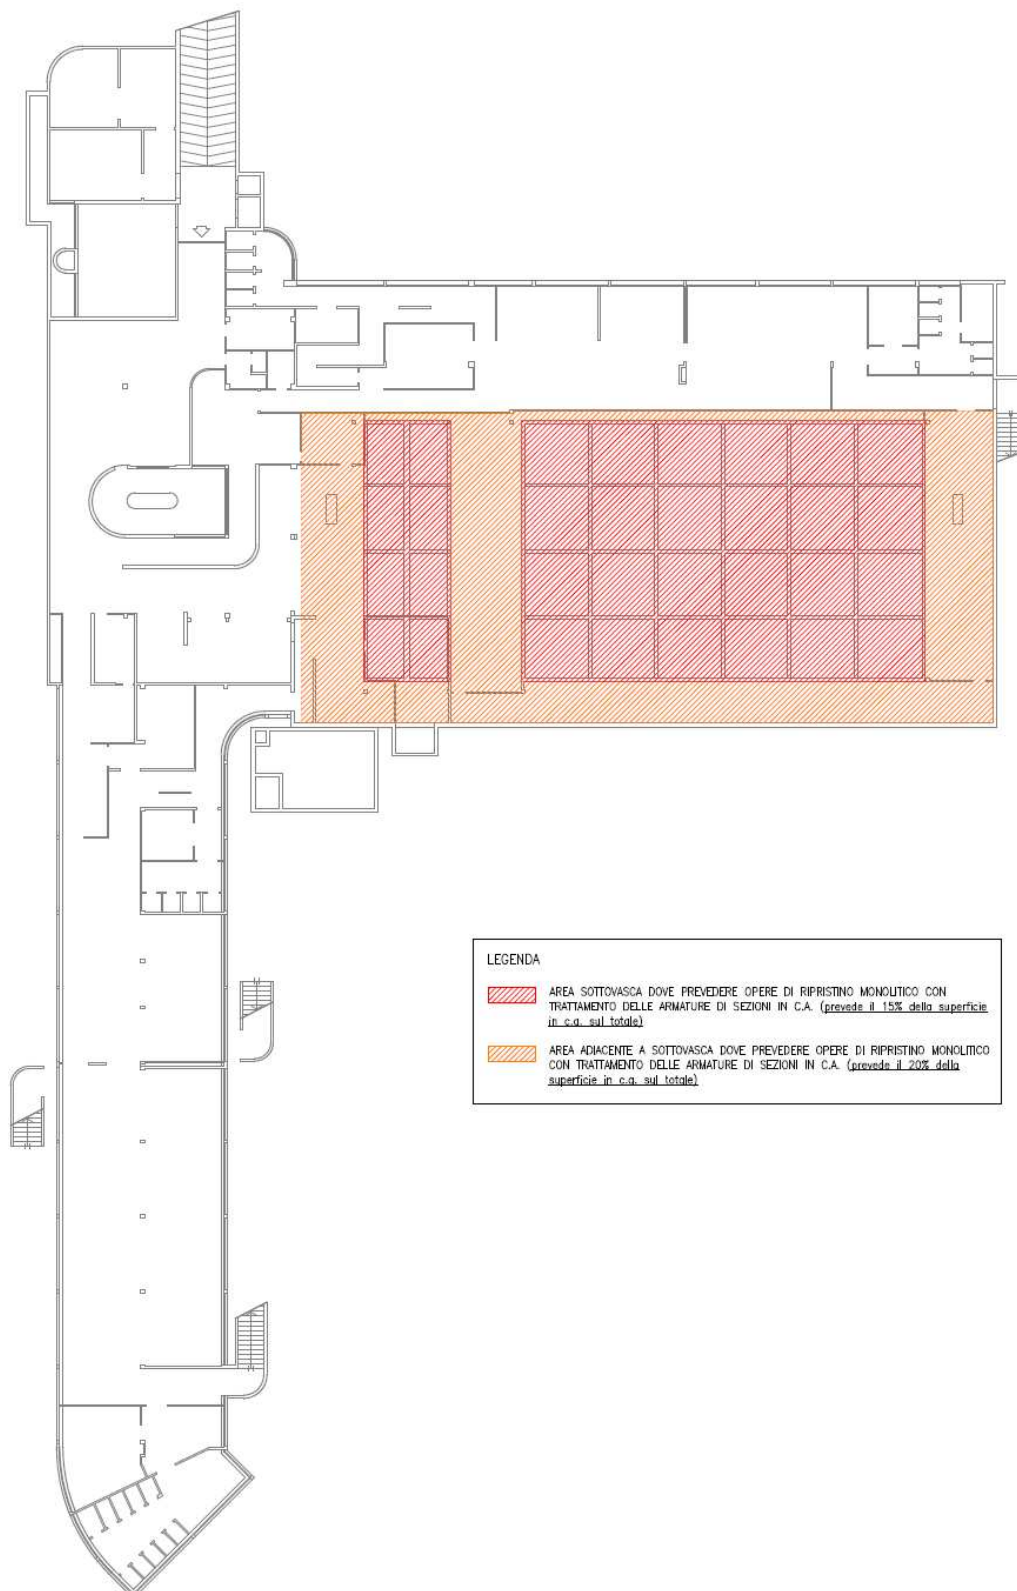 LEGENDA
AREA SOTTOVASCA DOVE PREVEDERE OPERE DI RIPRISTINO MONOLITICO CON
TRATTAMENTO DELLE ARMATURE DI SEZIONI IN C.A. (prevede il 15% della superficie
in c.a. sul totale)
AREA ADIACENTE A SOTTOVASCA DOVE PREVEDERE OPERE DI RIPRISTINO MONOLITICO
CON TRATTAMENTO DELLE ARMATURE DI SEZIONI IN C.A. (prevede il 20% della
superficie in c.a. sul totale)